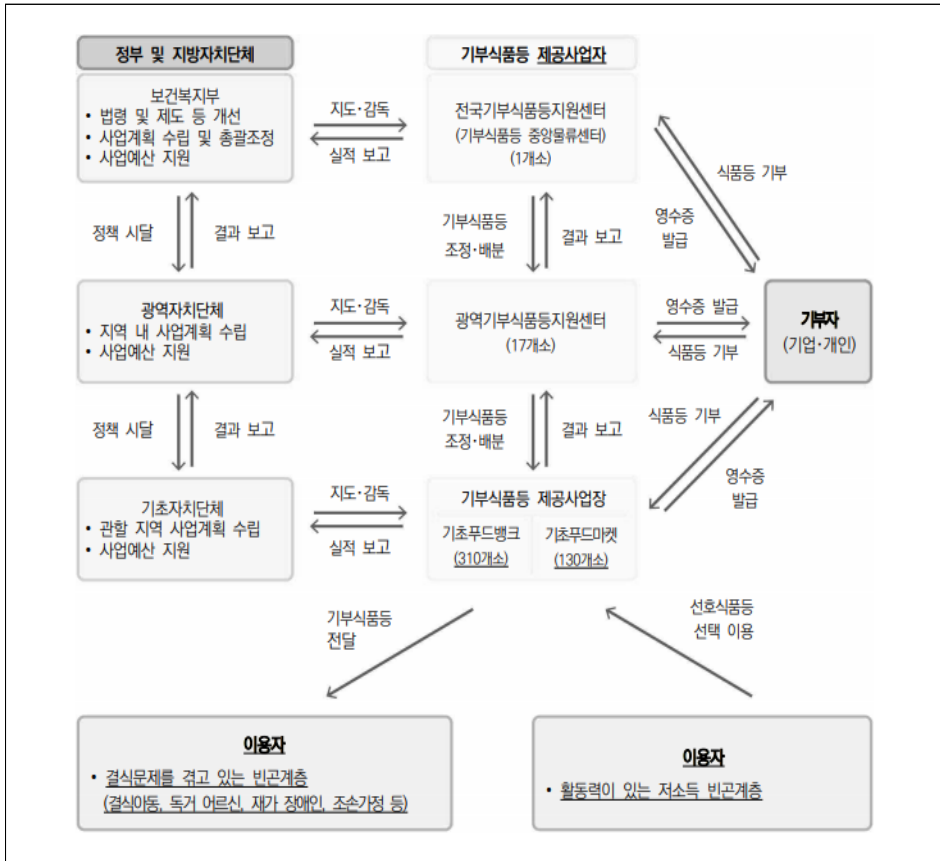 정부 및 지방자치단체
기부식품등 제공사업자
보건복지부
• 법령 및 제도 등 개선
• 사업계획 수립 및 총괄조정
• 사업예산 지원
지도·감독
실적 보고
전국기부식품등지원센터
(기부식품등 중앙물류센터)
(1개소)
식품등 기부
영수증
발급
정책 시달
결과 보고
기부식품등
조정·배분
결과 보고
광역자치단체
• 지역 내 사업계획 수립
• 사업예산 지원
지도·감독
실적 보고
광역기부식품등지원센터
(17개소)
영수증 발급
식품등 기부
기부자
(기업·개인)
정책 시달
결과 보고
기부식품등
조정·배분
결과 보고
식품등 기부
영수증
발급
기초자치단체
• 관할 지역 사업계획 수립
• 사업예산 지원
지도·감독
실적 보고
기부식품등 제공사업장
기초푸드뱅크
(310개소)
기초푸드마켓
(130개소)
기부식품등
전달
선호식품등
선택 이용
이용자
• 결식문제를 겪고 있는 빈곤계층
(결식아동, 독거 어르신, 재가 장애인, 조손가정 등)
이용자
• 활동력이 있는 저소득 빈곤계층